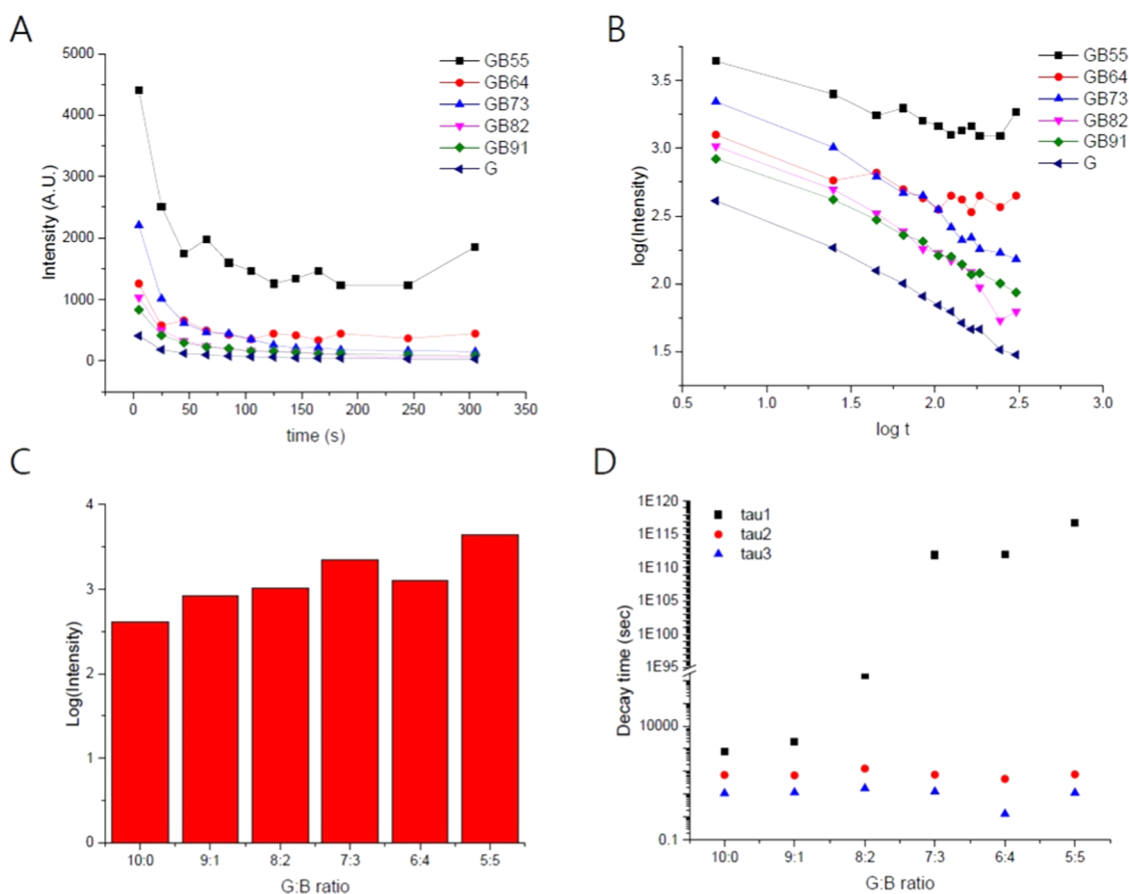 A
5000
4000
3000
2000
1000
0
Intensity (A.U.)
0 50 100 150 200 250 300 350
time (s)
GB55
GB64
GB73
GB82
GB91
G
B
3.5
3.0
2.5
2.0
1.5
log(Intensity)
0.5 1.0 1.5 2.0 2.5 3.0
log t
GB55
GB64
GB73
GB82
GB91
G
C
4
3
2
1
0
Log(Intensity)
10:0 9:1 8:2 7:3 6:4 5:5
G:B ratio
D
1E120
1E115
1E110
1E105
1E100
1E95
10000
0.1
Decay time (sec)
tau1
tau2
tau3
10:0 9:1 8:2 7:3 6:4 5:5
G:B ratio